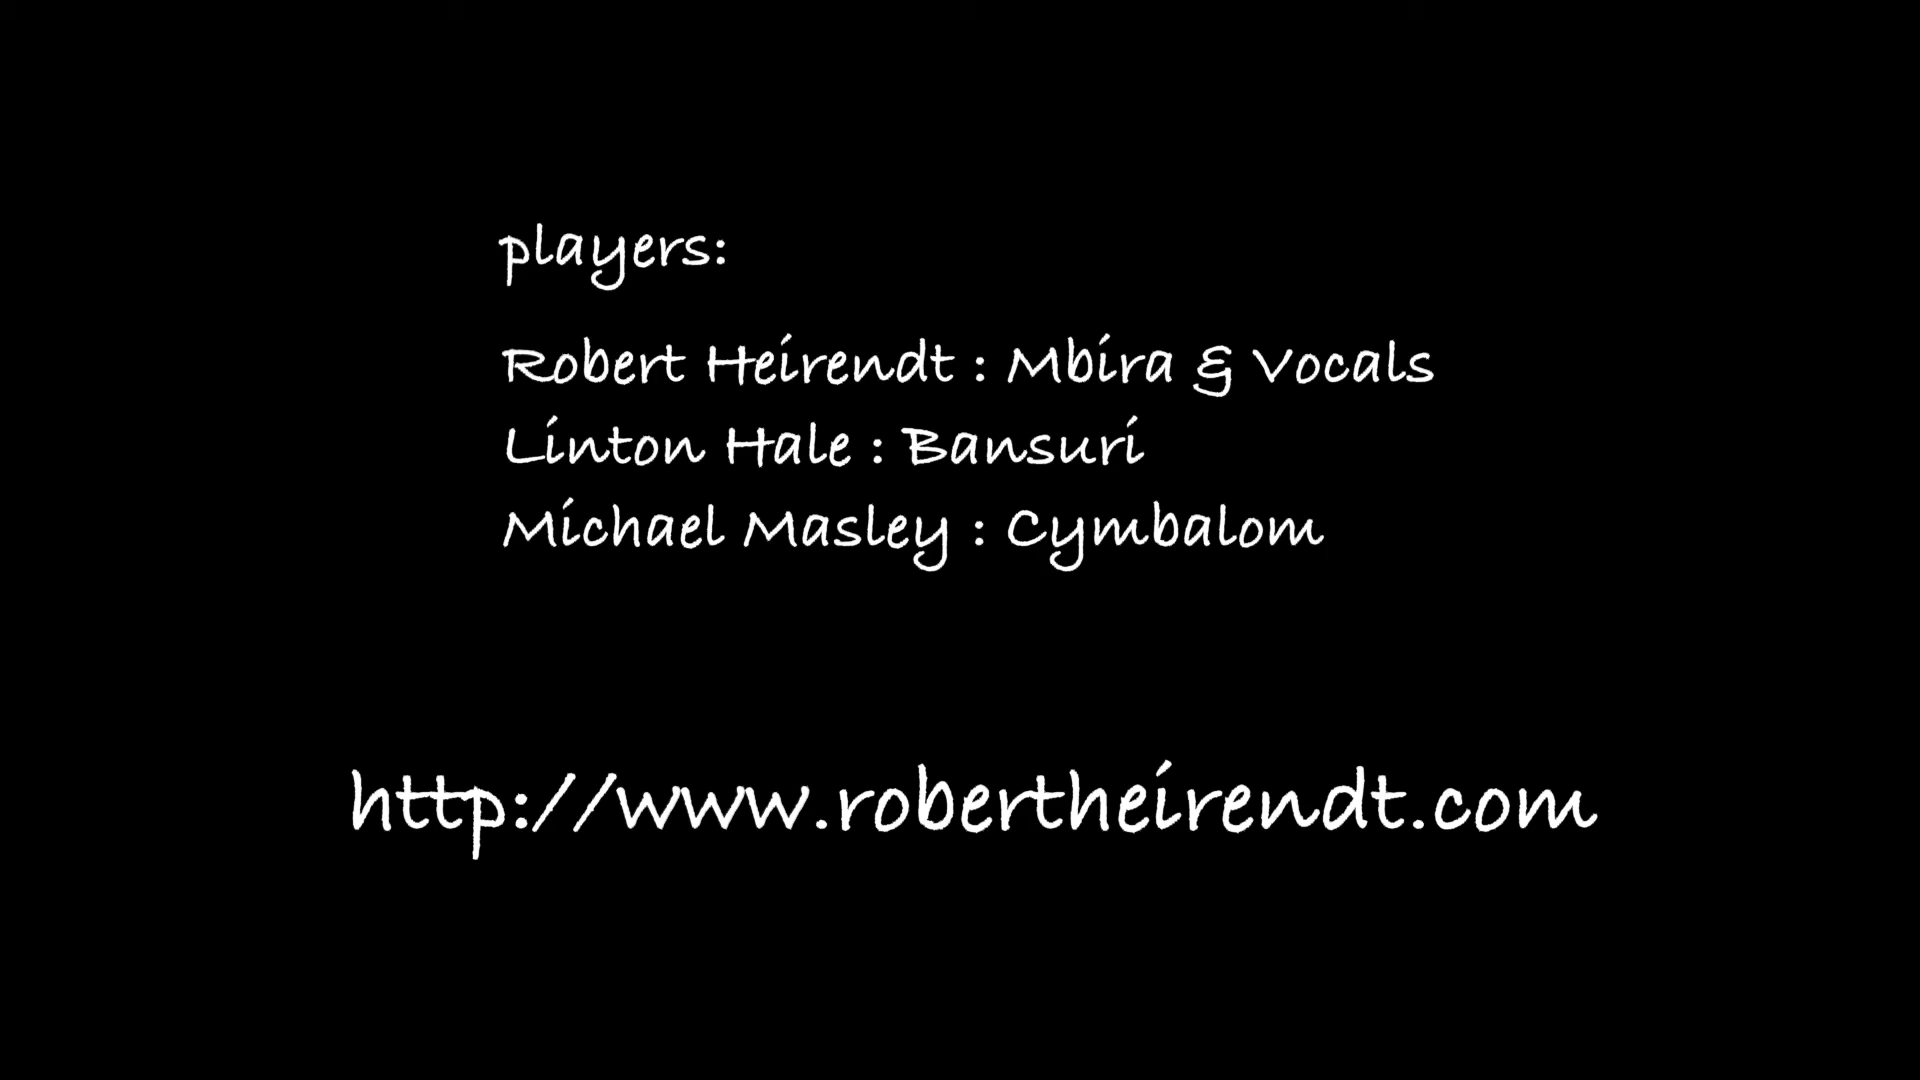 players:
Robert Heirendt : Mbira & Vocals
Linton Hale : Bansuri
Michael Masley : Cymbalom
http://www.robertheirendt.com